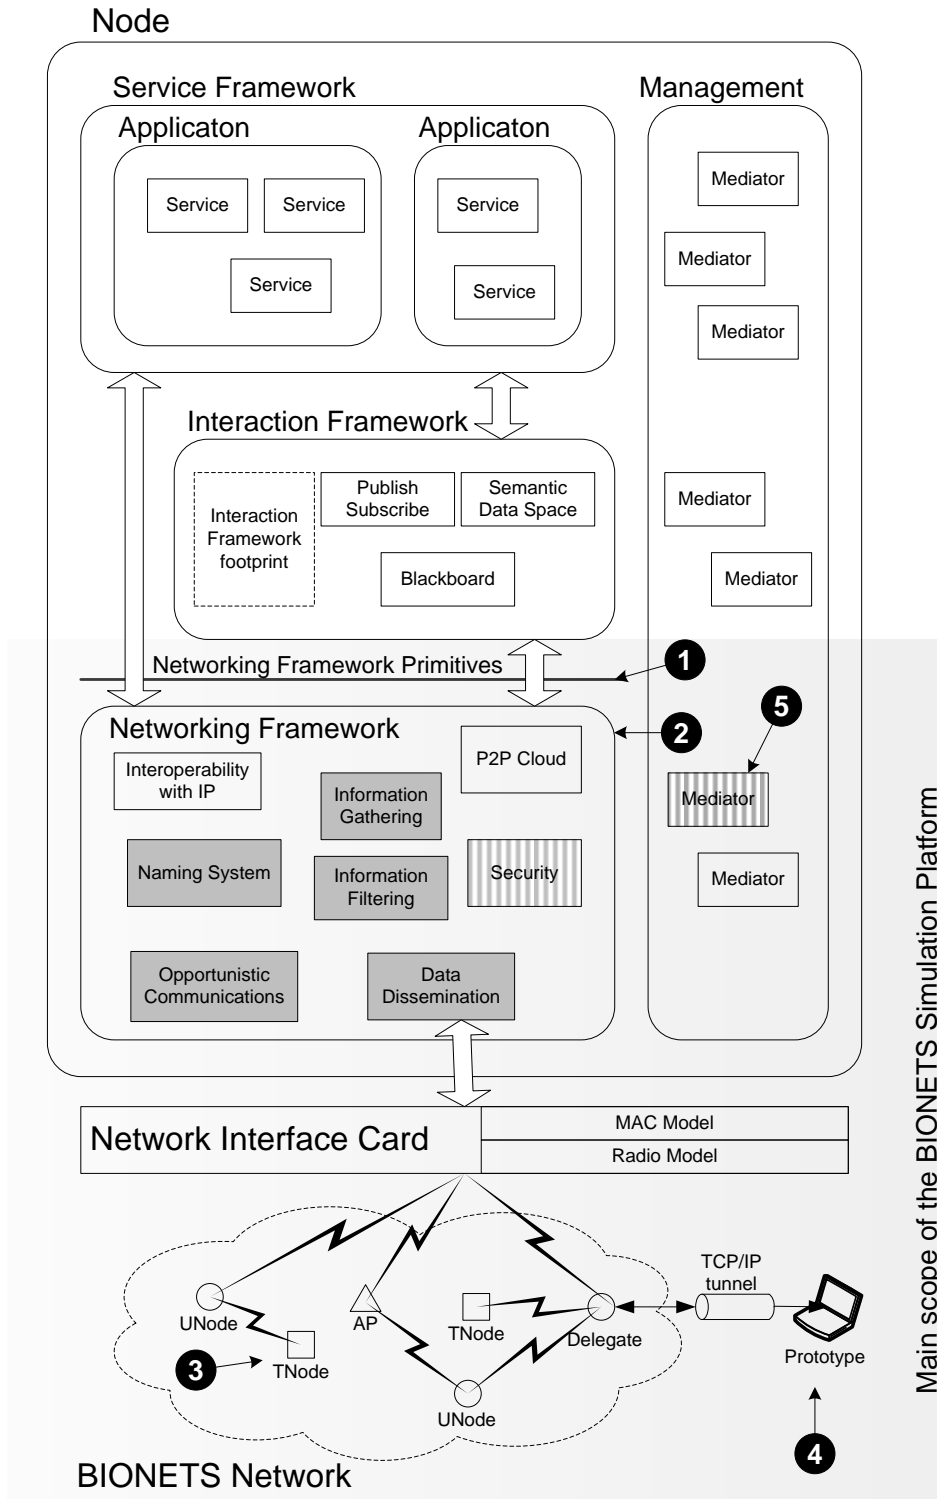 Node
Service Framework
Management
Applicaton
Applicaton
Service
Service
Service
Service
Service
Mediator
Mediator
Mediator
Interaction Framework
Interaction
Framework
footprint
Publish
Subscribe
Semantic
Data Space
Blackboard
Mediator
Mediator
Networking Framework Primitives
1
Networking Framework
2
5
Interoperability
with IP
Information
Gathering
P2P Cloud
Mediator
Naming System
Information
Filtering
Security
Mediator
Opportunistic
Communications
Data
Dissemination
Network Interface Card
MAC Model
Radio Model
UNode
TNode
AP
TNode
Delegate
TCP/IP
tunnel
Prototype
3
UNode
4
BIONETS Network
Main scope of the BIONETS Simulation Platform